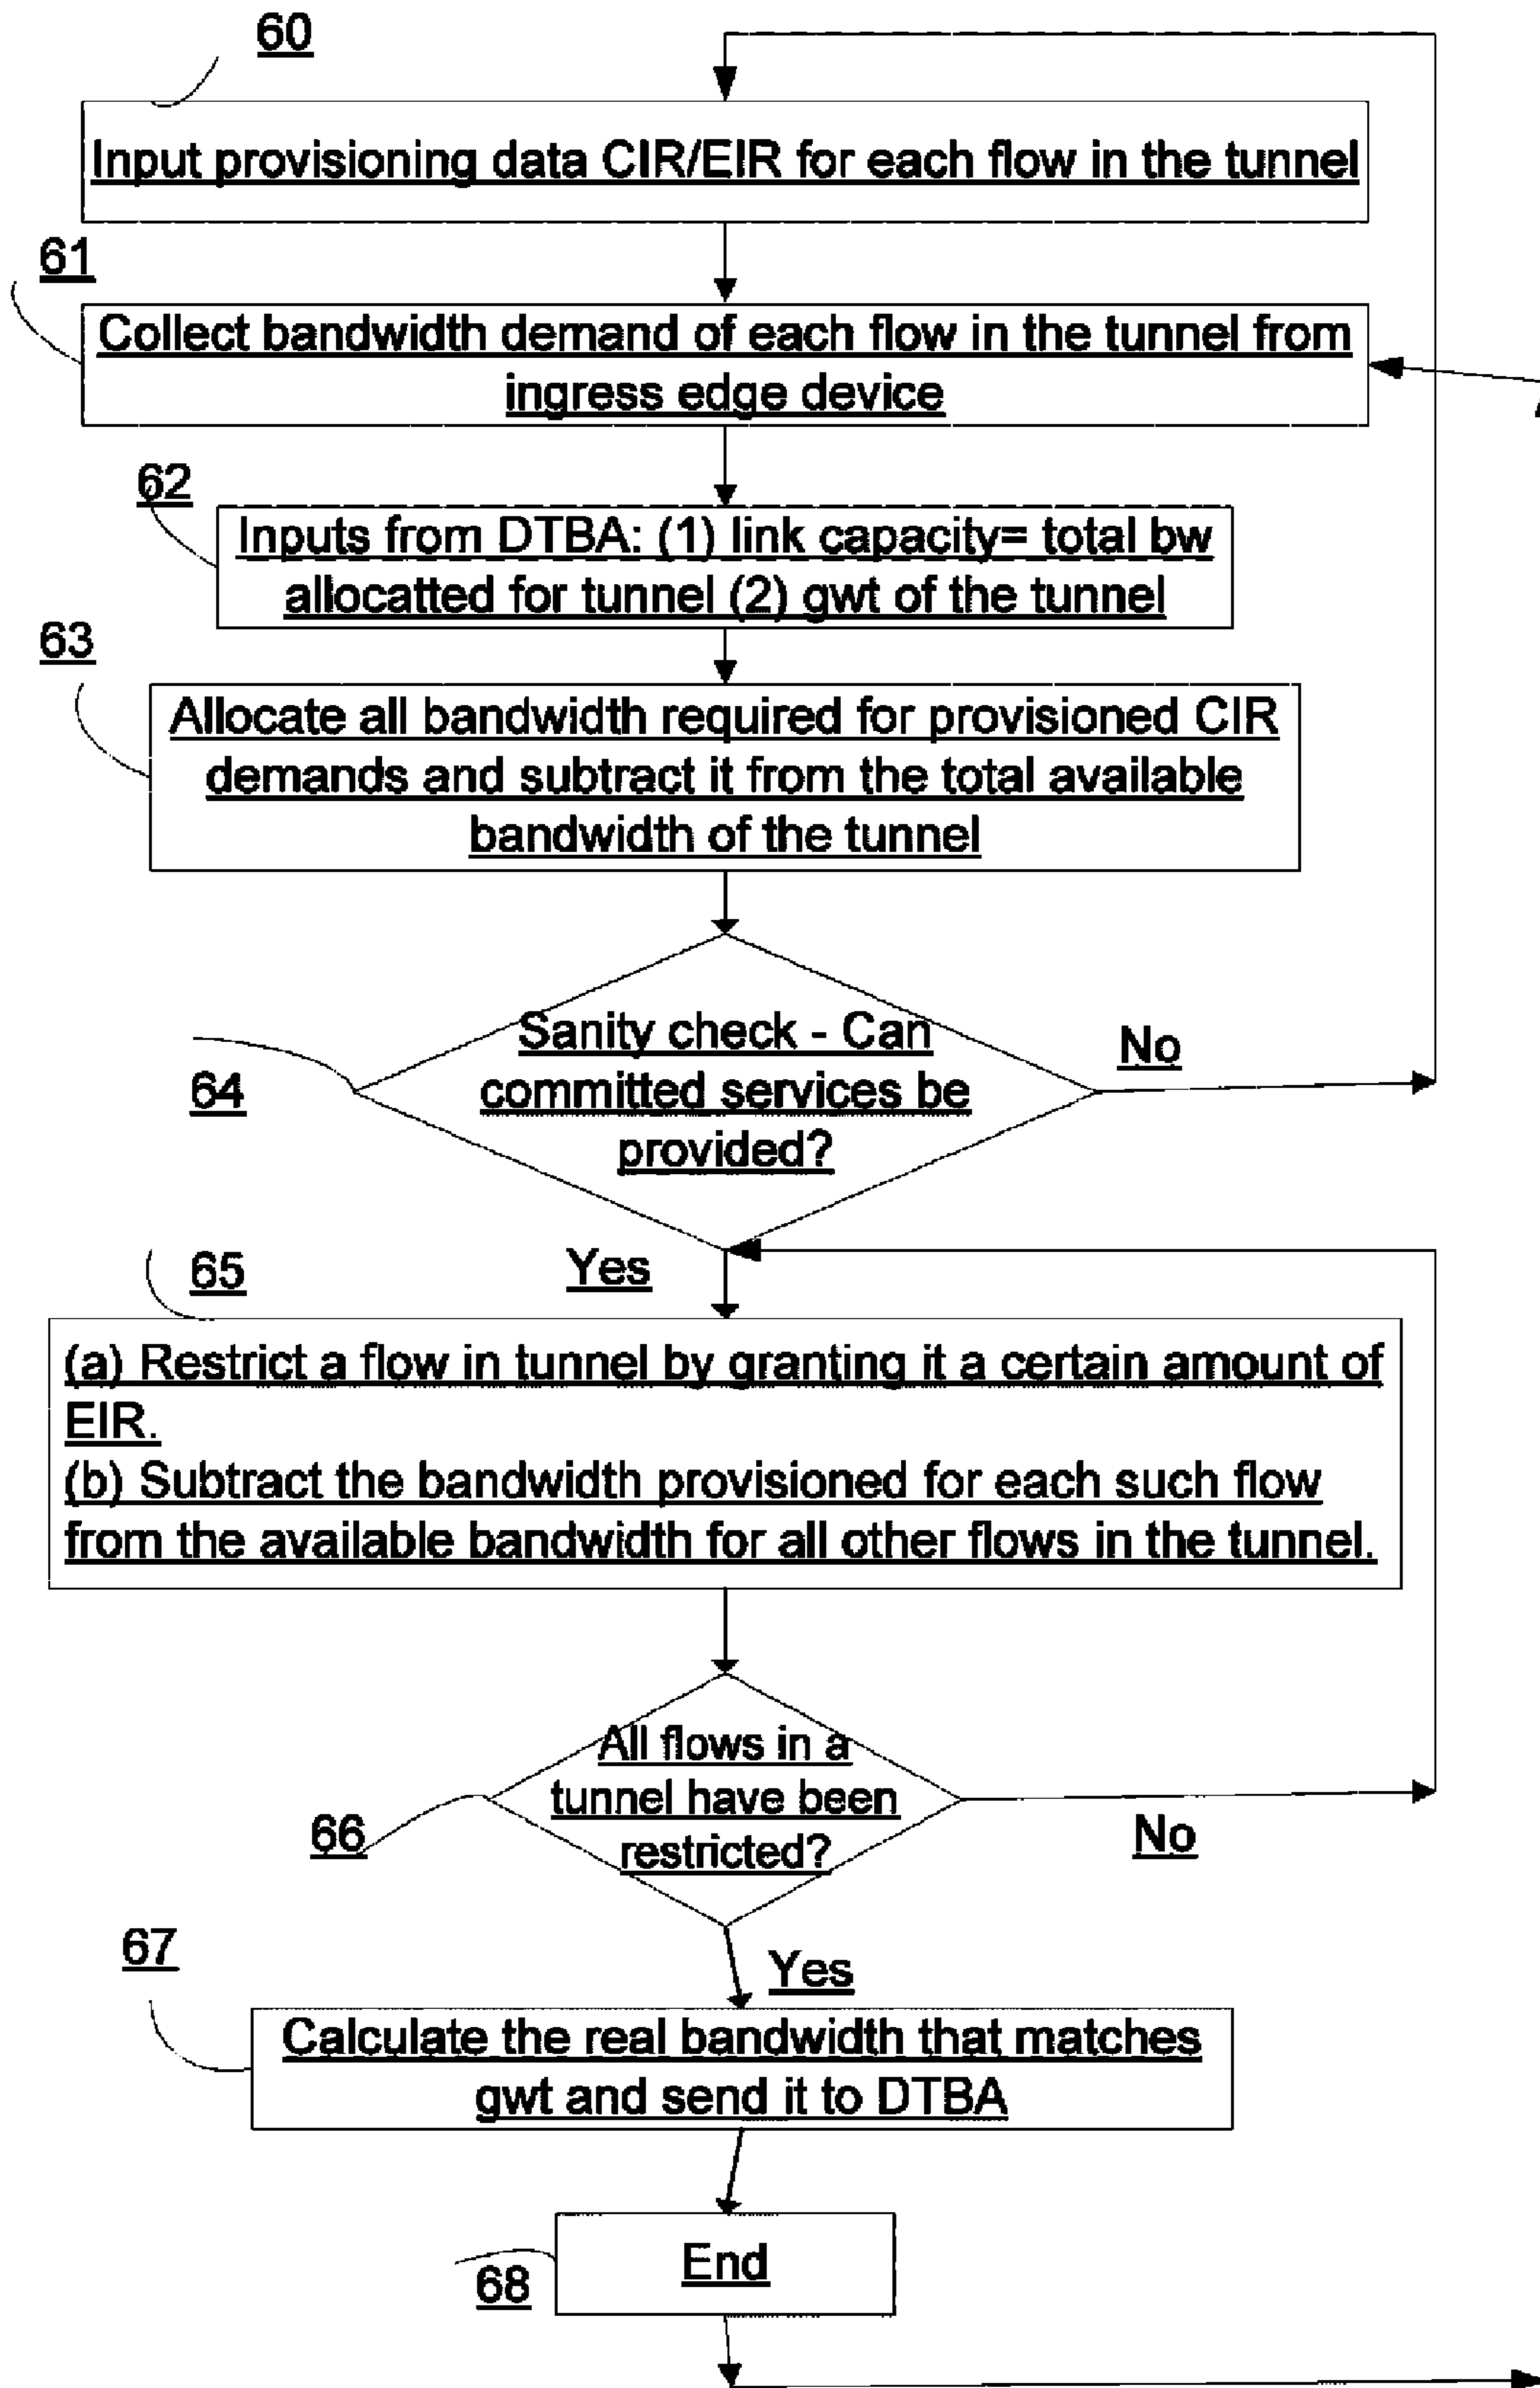 60
Input provisioning data CIR/EIR for each flow in the tunnel
61
Collect bandwidth demand of each flow in the tunnel from
ingress edge device
62
Inputs from DTBA: (1) link capacity= total bw
allocatted for tunnel (2) gwt of the tunnel
63
Allocate all bandwidth required for provisioned CIR
demands and subtract it from the total available
bandwidth of the tunnel
Sanity check - Can
committed services be
provided?
No
64
Yes
65
(a) Restrict a flow in tunnel by granting it a certain amount of
EIR.
(b) Subtract the bandwidth provisioned for each such flow
from the available bandwidth for all other flows in the tunnel.
All flows in a
tunnel have been
restricted?
66
No
67
Yes
Calculate the real bandwidth that matches
gwt and send it to DTBA
End
68